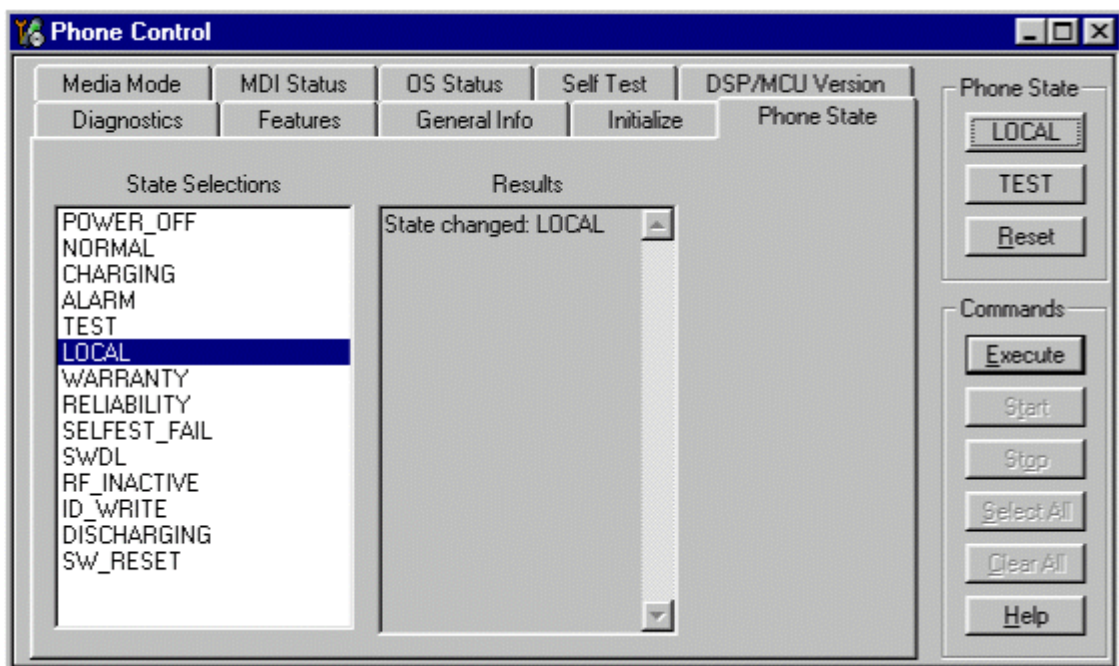 Phone Control
Media Mode MDI Status OS Status Self Test DSP/MCU Version
Diagnostics Features General Info Initialize Phone State
State Selections
POWER_OFF
NORMAL
CHARGING
ALARM
TEST
LOCAL
WARRANTY
RELIABILITY
SELFEST_FAIL
SWDL
RF_INACTIVE
ID_WRITE
DISCHARGING
SW_RESET
Results
State changed: LOCAL
Phone State
LOCAL
TEST
Reset
Commands
Execute
Start
Stop
Select All
Clear All
Help